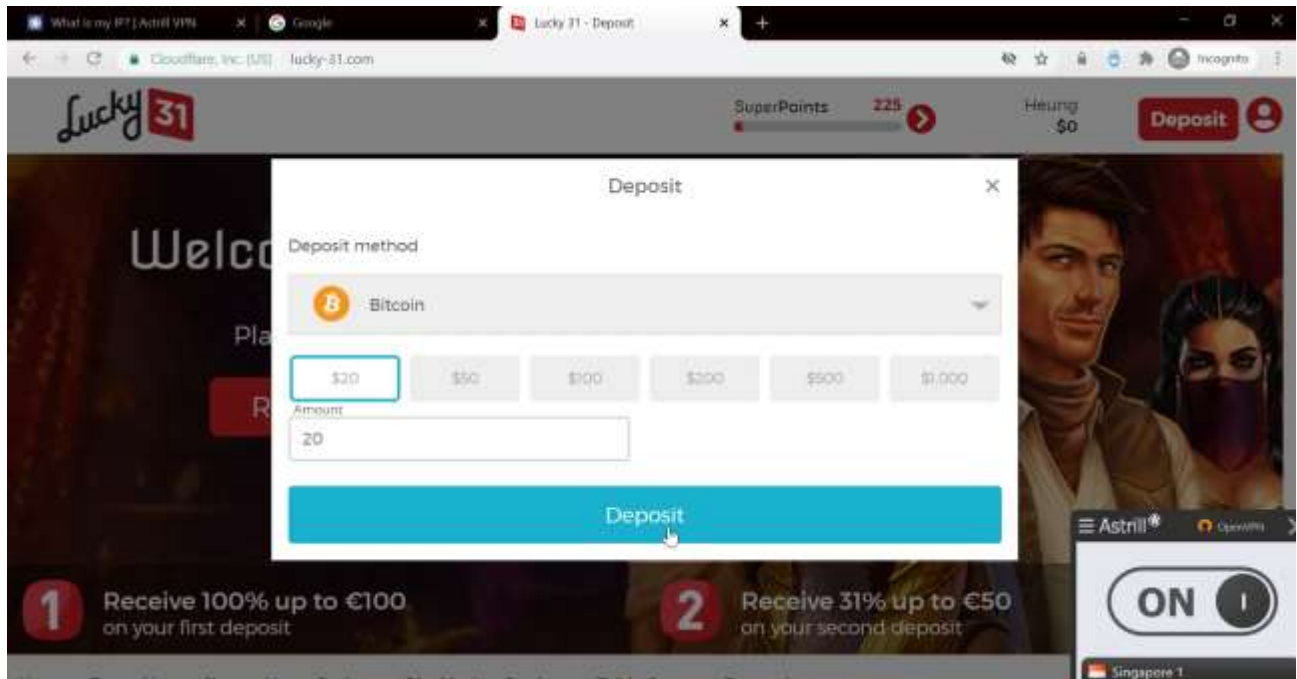 What is my IP? | Astrill VPN
Google
Lucky 31 - Deposit
Cloudflare, Inc. (US)
lucky-31.com
Incognito
Lucky 31
SuperPoints 225
Heung
$0
Deposit
Deposit
Welco
Deposit method
Bitcoin
Pla
$20 $50 $100 $200 $500 $1.000
R
Amount
20
Deposit
Astrill
OpenVPN
ON
1 Receive 100% up to €100
on your first deposit
2 Receive 31% up to €50
on your second deposit
Singapore 1